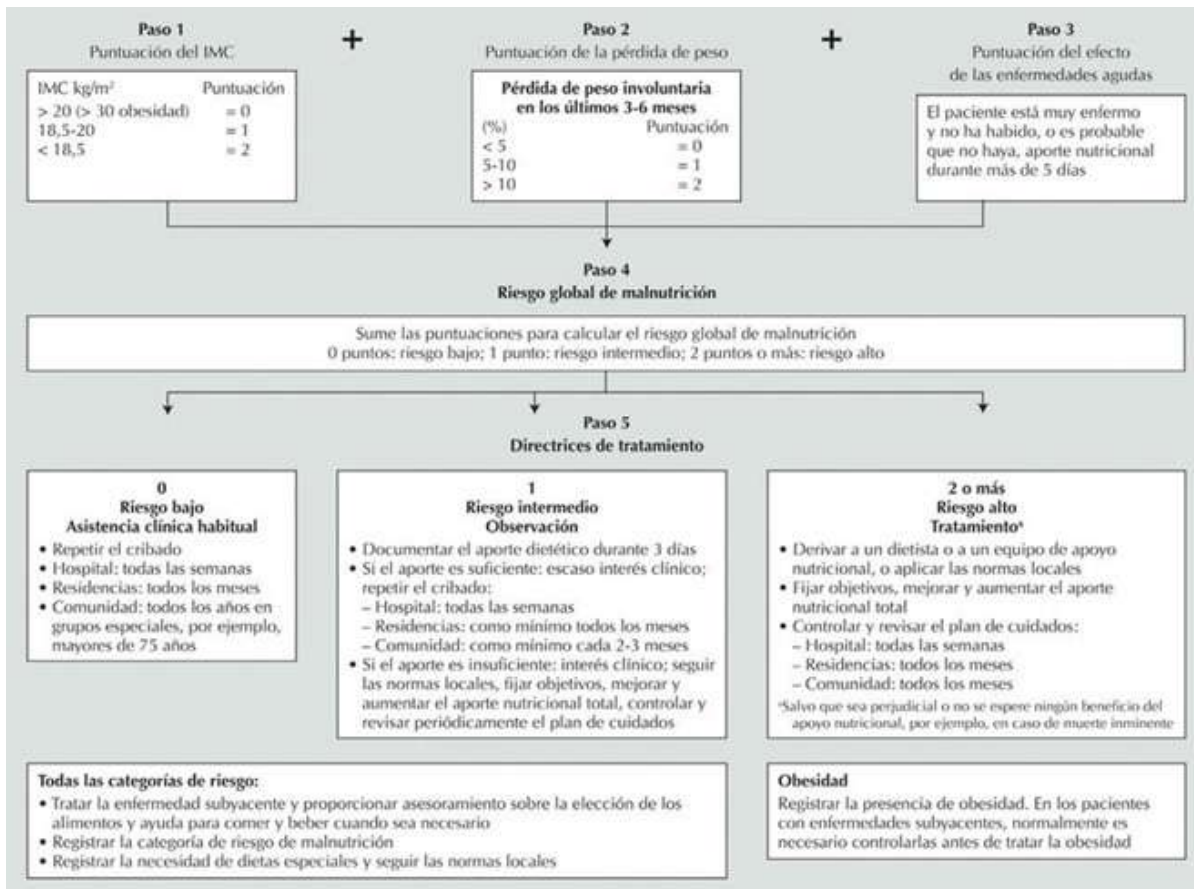 Paso 1
Puntuación del IMC
+
Paso 2
Puntuación de la pérdida de peso
+
Paso 3
Puntuación del efecto
de las enfermedades agudas
IMC kg/m² Puntuación
> 20 (> 30 obesidad) = 0
18,5-20 = 1
< 18,5 = 2
Pérdida de peso involuntaria
en los últimos 3-6 meses
(%) Puntuación
< 5 = 0
5-10 = 1
> 10 = 2
El paciente está muy enfermo
y no ha habido, o es probable
que no haya, aporte nutricional
durante más de 5 días
Paso 4
Riesgo global de malnutrición
Sume las puntuaciones para calcular el riesgo global de malnutrición
0 puntos: riesgo bajo; 1 punto: riesgo intermedio; 2 puntos o más: riesgo alto
Paso 5
Directrices de tratamiento
0
Riesgo bajo
Asistencia clínica habitual
• Repetir el cribado
• Hospital: todas las semanas
• Residencias: todos los meses
• Comunidad: todos los años en
grupos especiales, por ejemplo,
mayores de 75 años
1
Riesgo intermedio
Observación
• Documentar el aporte dietético durante 3 días
• Si el aporte es suficiente: escaso interés clínico;
repetir el cribado:
– Hospital: todas las semanas
– Residencias: como mínimo todos los meses
– Comunidad: como mínimo cada 2-3 meses
• Si el aporte es insuficiente: interés clínico; seguir
las normas locales, fijar objetivos, mejorar y
aumentar el aporte nutricional total, controlar y
revisar periódicamente el plan de cuidados
2 o más
Riesgo alto
Tratamientoª
• Derivar a un dietista o a un equipo de apoyo
nutricional, o aplicar las normas locales
• Fijar objetivos, mejorar y aumentar el aporte
nutricional total
• Controlar y revisar el plan de cuidados:
– Hospital: todas las semanas
– Residencias: todos los meses
– Comunidad: todos los meses
ªSalvo que sea perjudicial o no se espere ningún beneficio del
apoyo nutricional, por ejemplo, en caso de muerte inminente
Todas las categorías de riesgo:
• Tratar la enfermedad subyacente y proporcionar asesoramiento sobre la elección de los
alimentos y ayuda para comer y beber cuando sea necesario
• Registrar la categoría de riesgo de malnutrición
• Registrar la necesidad de dietas especiales y seguir las normas locales
Obesidad
Registrar la presencia de obesidad. En los pacientes
con enfermedades subyacentes, normalmente es
necesario controlarlas antes de tratar la obesidad